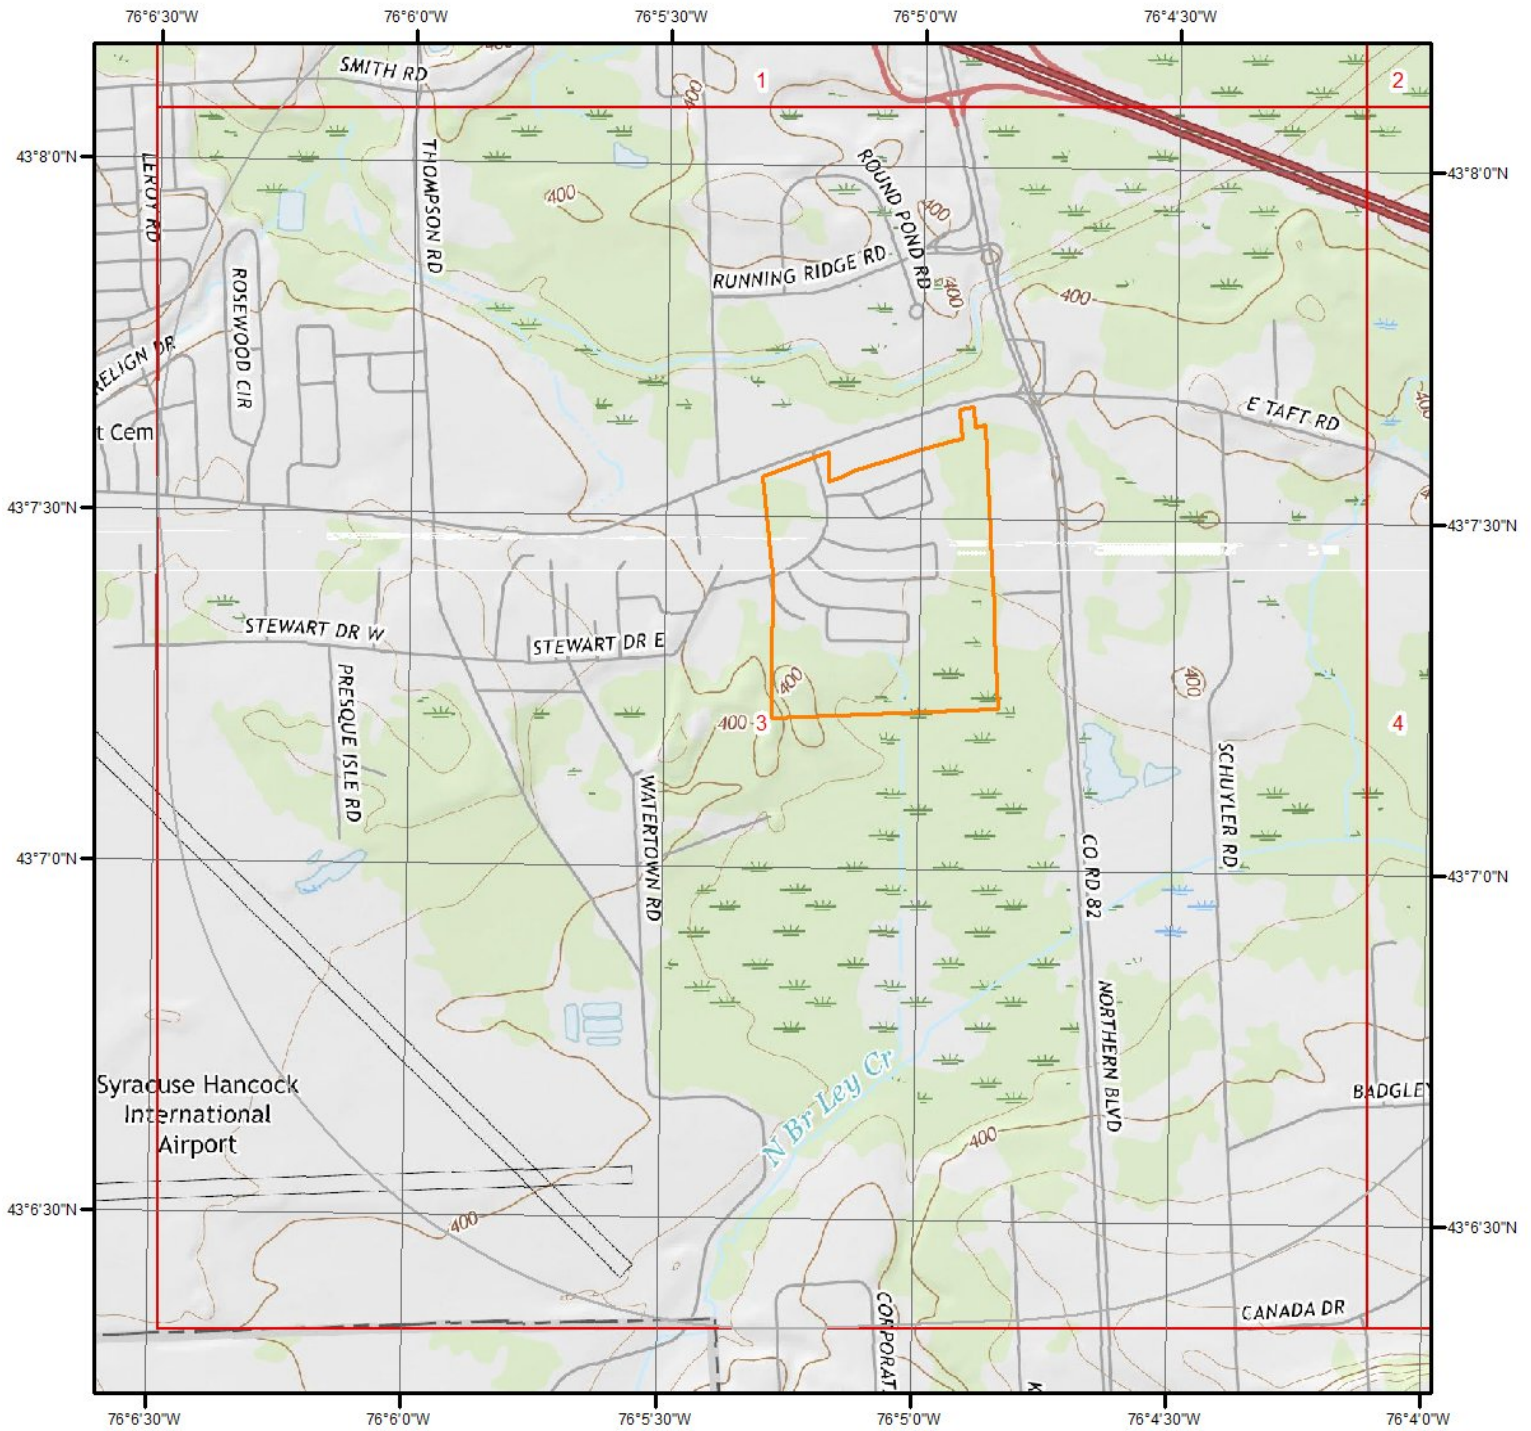 76°6'30"W
76°6'0"W
76°5'30"W
76°5'0"W
76°4'30"W
400
SMITH RD
1
2
400
43°8'0"N
LEROY RD
THOMPSON RD
ROUND POND RD
43°8'0"N
400
400
ROSEWOOD CIR
RUNNING RIDGE RD
400
400
RELIGN DR
E TAFT RD
400
t Cem
43°7'30"N
43°7'30"N
STEWART DR W
STEWART DR E
PRESQUE ISLE RD
400
400
400
3
4
SCHUYLER RD
WATERTOWN RD
CO RD 82
43°7'0"N
43°7'0"N
NORTHERN BLVD
Syracuse Hancock
International
Airport
N Br Ley Cr
BADGLEY
400
43°6'30"N
400
43°6'30"N
CORPORAT
CANADA DR
K
76°6'30"W
76°6'0"W
76°5'30"W
76°5'0"W
76°4'30"W
76°4'0"W